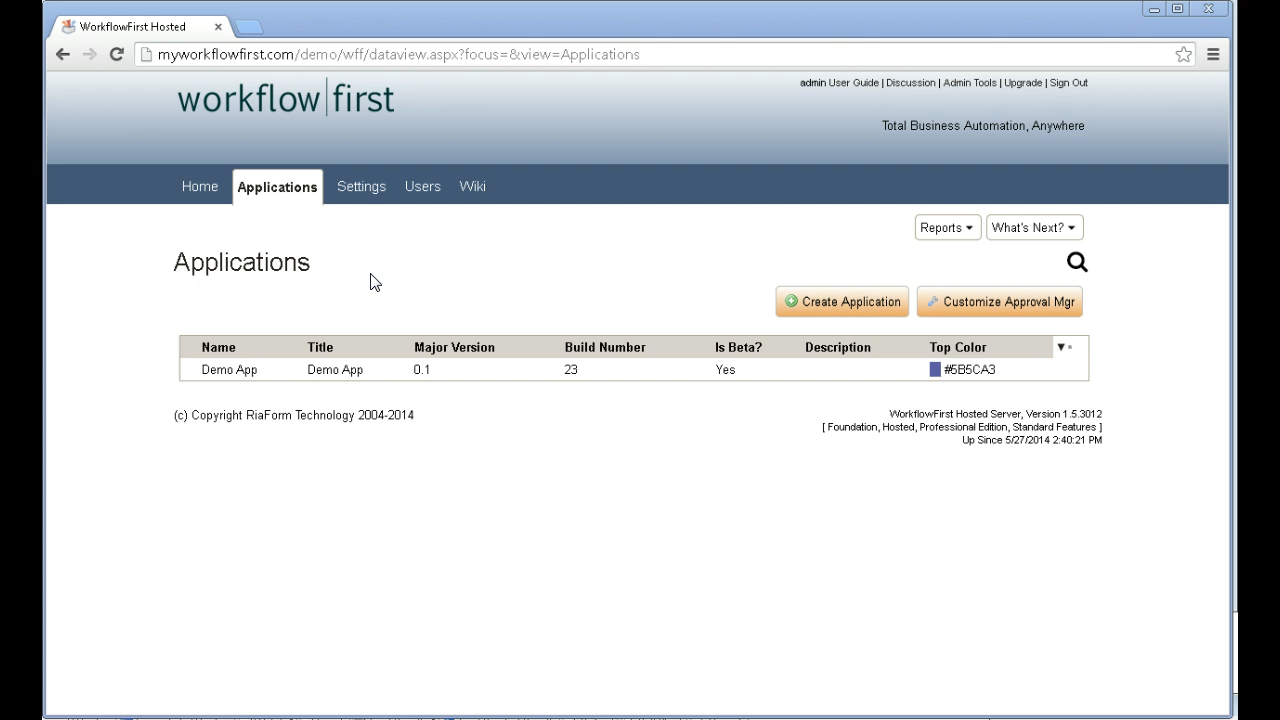 WorkflowFirst Hosted
myworkflowfirst.com/demo/wff/dataview.aspx?focus=&view=Applications
workflow|first
admin User Guide | Discussion | Admin Tools | Upgrade | Sign Out
Total Business Automation, Anywhere
Home Applications Settings Users Wiki
Reports What's Next?
Applications
Create Application Customize Approval Mgr
Name Title Major Version Build Number Is Beta? Description Top Color
Demo App Demo App 0.1 23 Yes #5B5CA3
(c) Copyright RiaForm Technology 2004-2014
WorkflowFirst Hosted Server, Version 1.5.3012
[ Foundation, Hosted, Professional Edition, Standard Features ]
Up Since 5/27/2014 2:40:21 PM